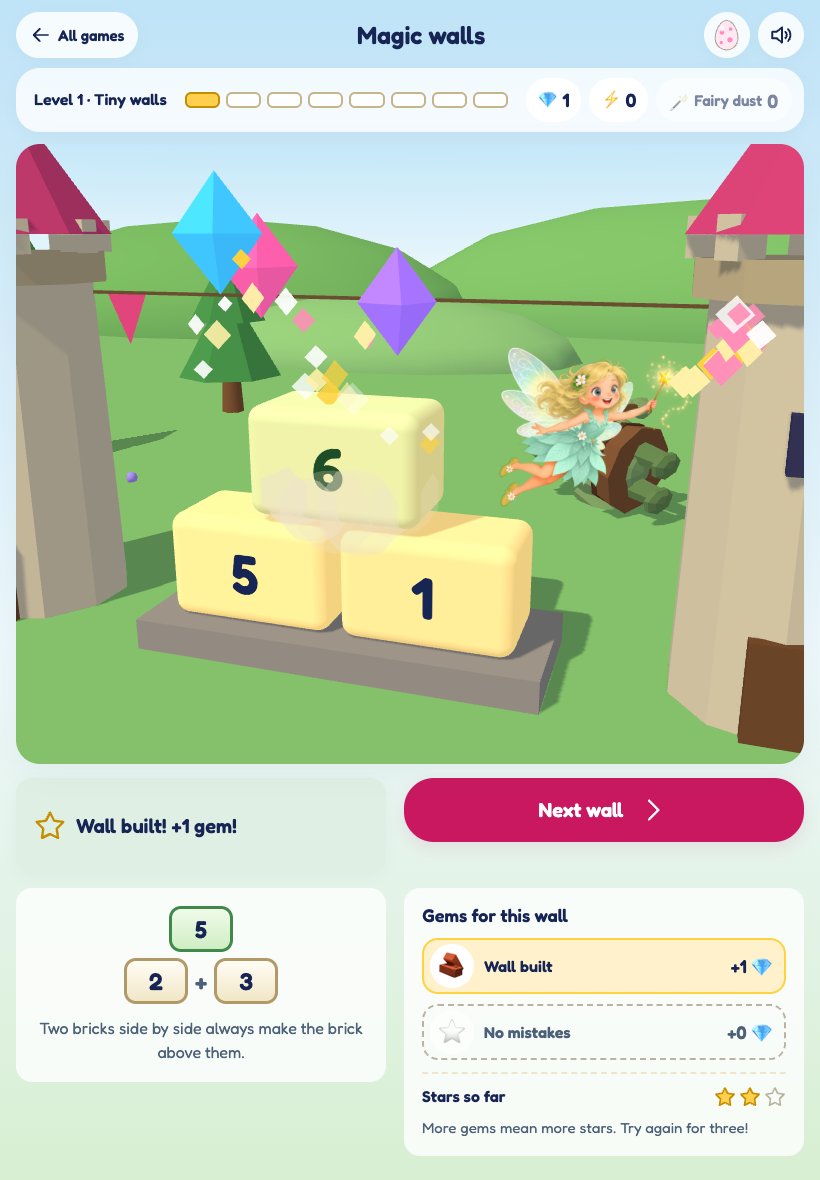 All games
Magic walls
Level 1 · Tiny walls
1
0
Fairy dust 0
6
5
1
Wall built! +1 gem!
Next wall
5
2 + 3
Two bricks side by side always make the brick
above them.
Gems for this wall
Wall built
+1
No mistakes
+0
Stars so far
More gems mean more stars. Try again for three!